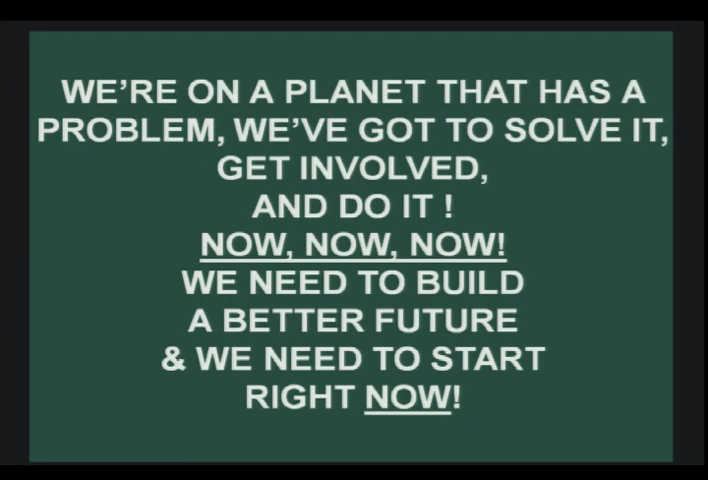 WE’RE ON A PLANET THAT HAS A
PROBLEM, WE’VE GOT TO SOLVE IT,
GET INVOLVED,
AND DO IT !
NOW, NOW, NOW!
WE NEED TO BUILD
A BETTER FUTURE
& WE NEED TO START
RIGHT NOW!